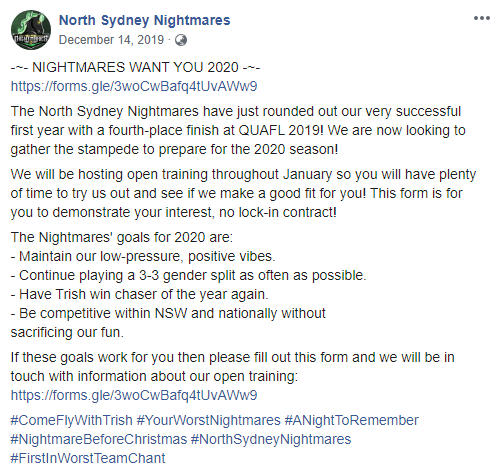 North Sydney Nightmares
December 14, 2019 ·
-~- NIGHTMARES WANT YOU 2020 -~-
https://forms.gle/3woCwBafq4tUvAWw9
The North Sydney Nightmares have just rounded out our very successful
first year with a fourth-place finish at QUAFL 2019! We are now looking to
gather the stampede to prepare for the 2020 season!
We will be hosting open training throughout January so you will have plenty
of time to try us out and see if we make a good fit for you! This form is for
you to demonstrate your interest, no lock-in contract!
The Nightmares' goals for 2020 are:
- Maintain our low-pressure, positive vibes.
- Continue playing a 3-3 gender split as often as possible.
- Have Trish win chaser of the year again.
- Be competitive within NSW and nationally without
sacrificing our fun.
If these goals work for you then please fill out this form and we will be in
touch with information about our open training:
https://forms.gle/3woCwBafq4tUvAWw9
#ComeFlyWithTrish #YourWorstNightmares #ANightToRemember
#NightmareBeforeChristmas #NorthSydneyNightmares
#FirstInWorstTeamChant